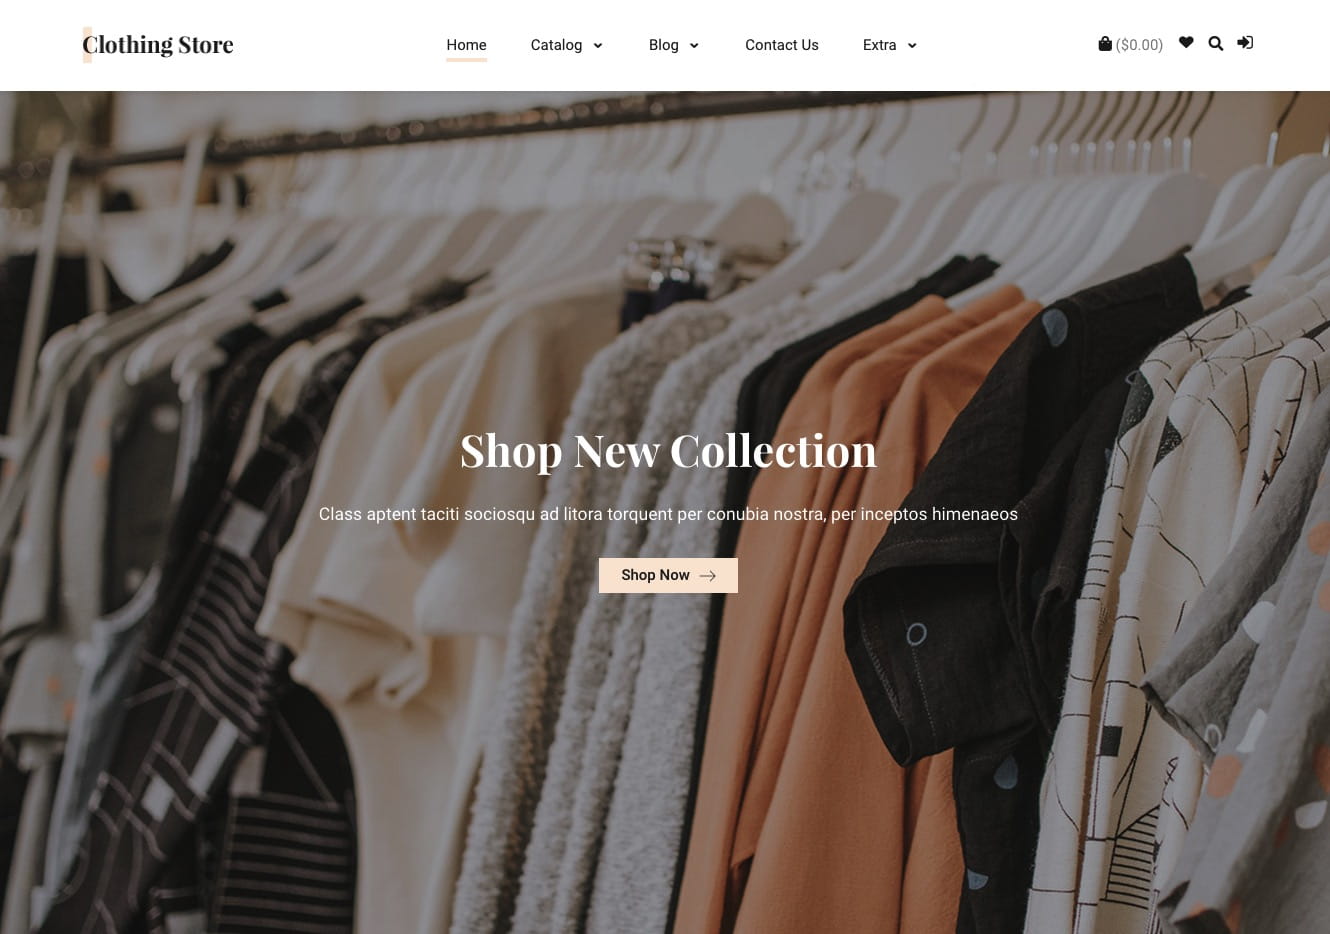 Clothing Store
Home
Catalog
Blog
Contact Us
Extra
($0.00)
Shop New Collection
Class aptent taciti sociosqu ad litora torquent per conubia nostra, per inceptos himenaeos
Shop Now